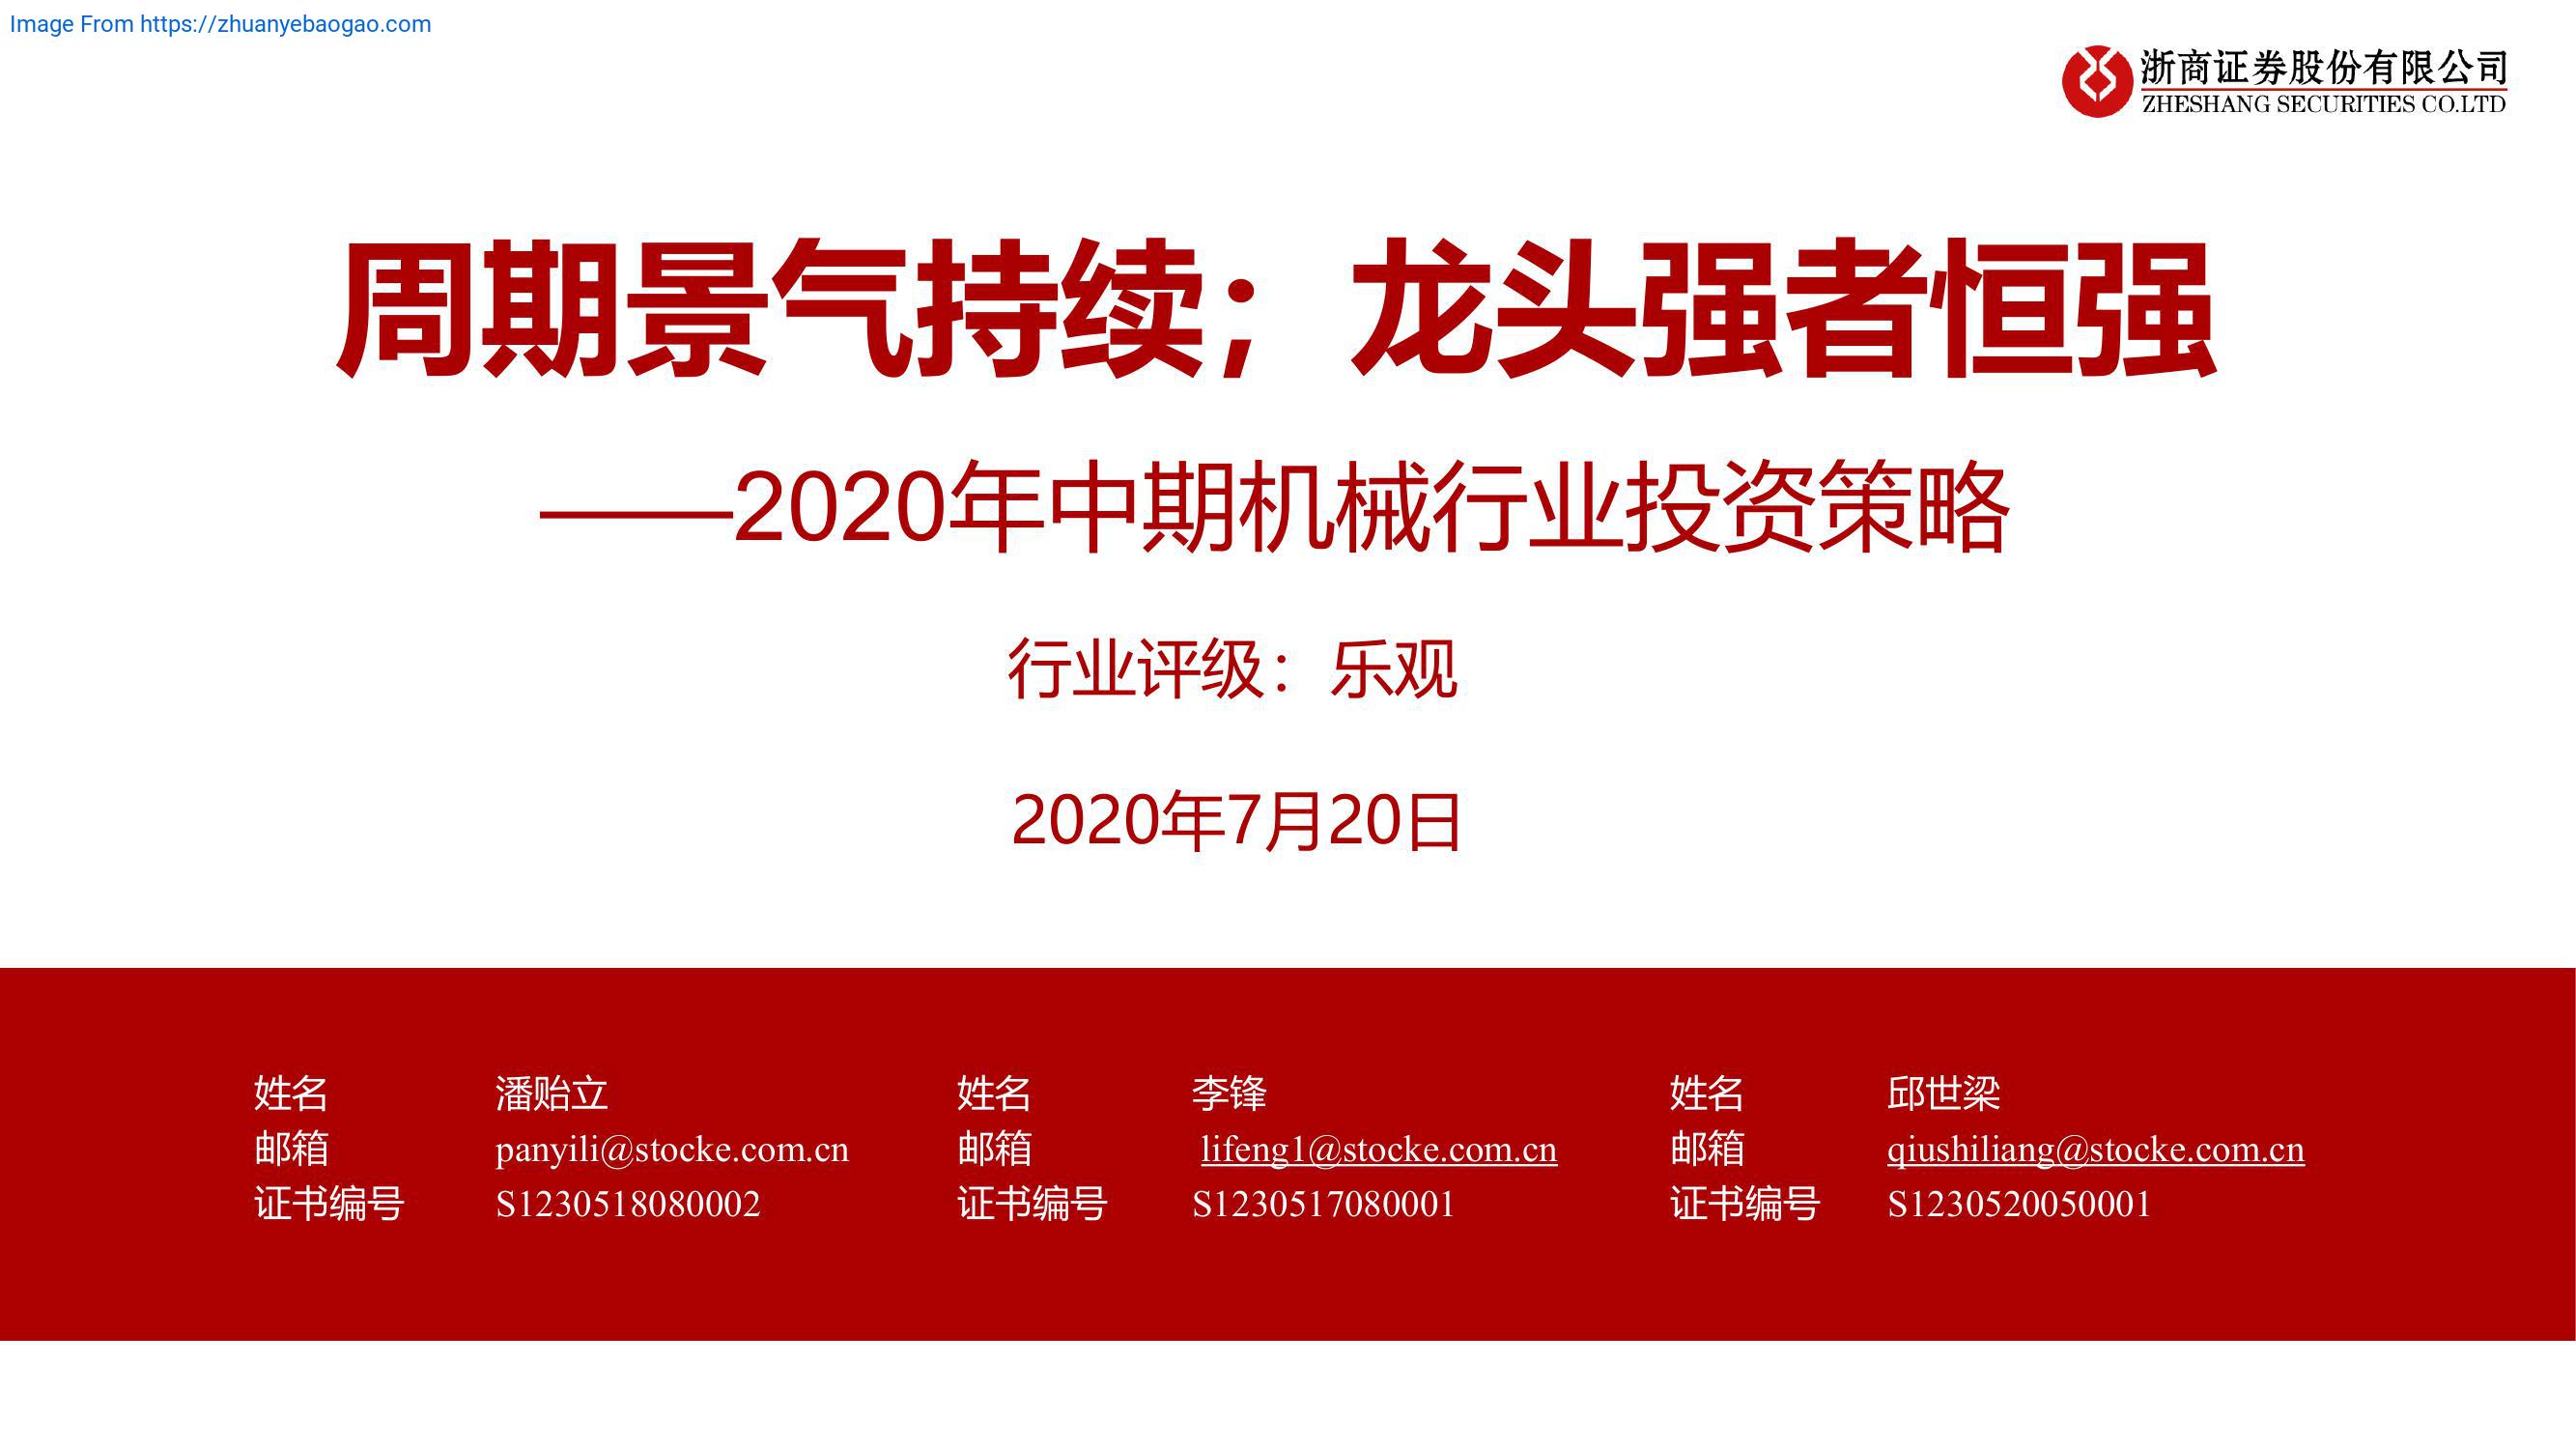 Image From https://zhuanyebaogao.com
浙商证券股份有限公司
ZHESHANG SECURITIES CO.LTD
周期景气持续；龙头强者恒强
——2020年中期机械行业投资策略
行业评级：乐观
2020年7月20日
姓名 潘贻立 姓名 李锋 姓名 邱世梁
邮箱 panyili@stocke.com.cn 邮箱 lifeng1@stocke.com.cn 邮箱 qiushiliang@stocke.com.cn
证书编号 S1230518080002 证书编号 S1230517080001 证书编号 S1230520050001